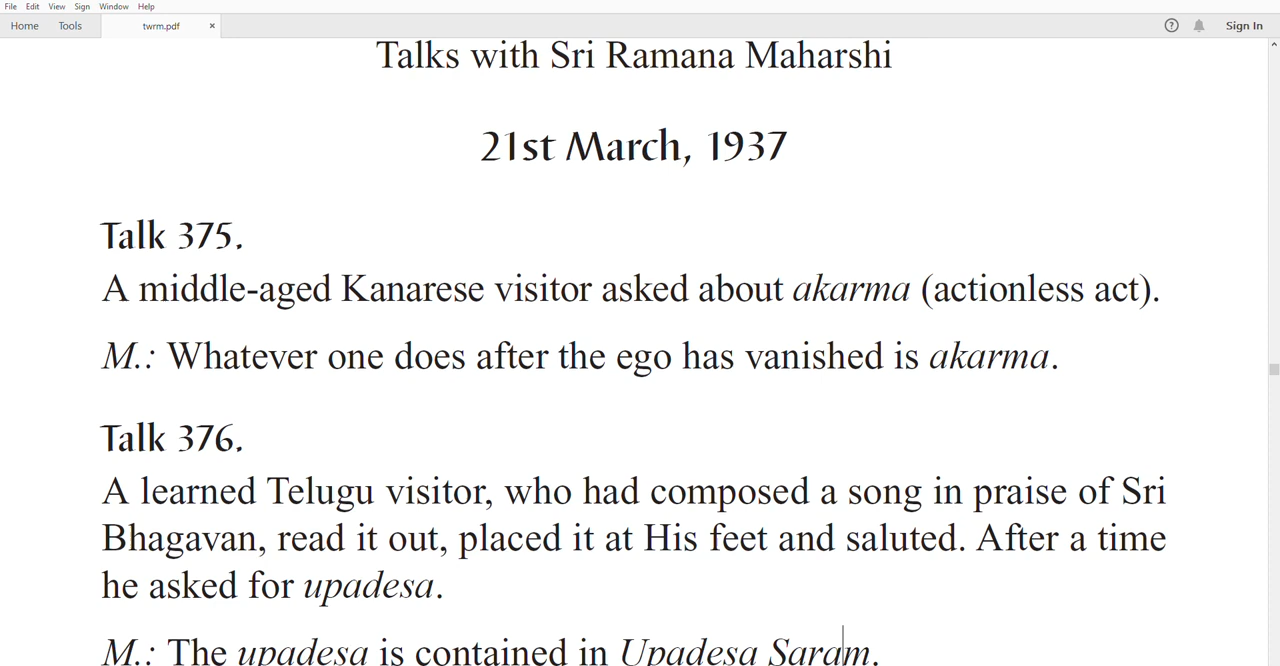 File Edit View Sign Window Help
Home Tools twrm.pdf × ? Sign In
Talks with Sri Ramana Maharshi
21st March, 1937
Talk 375.
A middle-aged Kanarese visitor asked about akarma (actionless act).
M.: Whatever one does after the ego has vanished is akarma.
Talk 376.
A learned Telugu visitor, who had composed a song in praise of Sri
Bhagavan, read it out, placed it at His feet and saluted. After a time
he asked for upadesa.
M.: The upadesa is contained in Upadesa Saram.